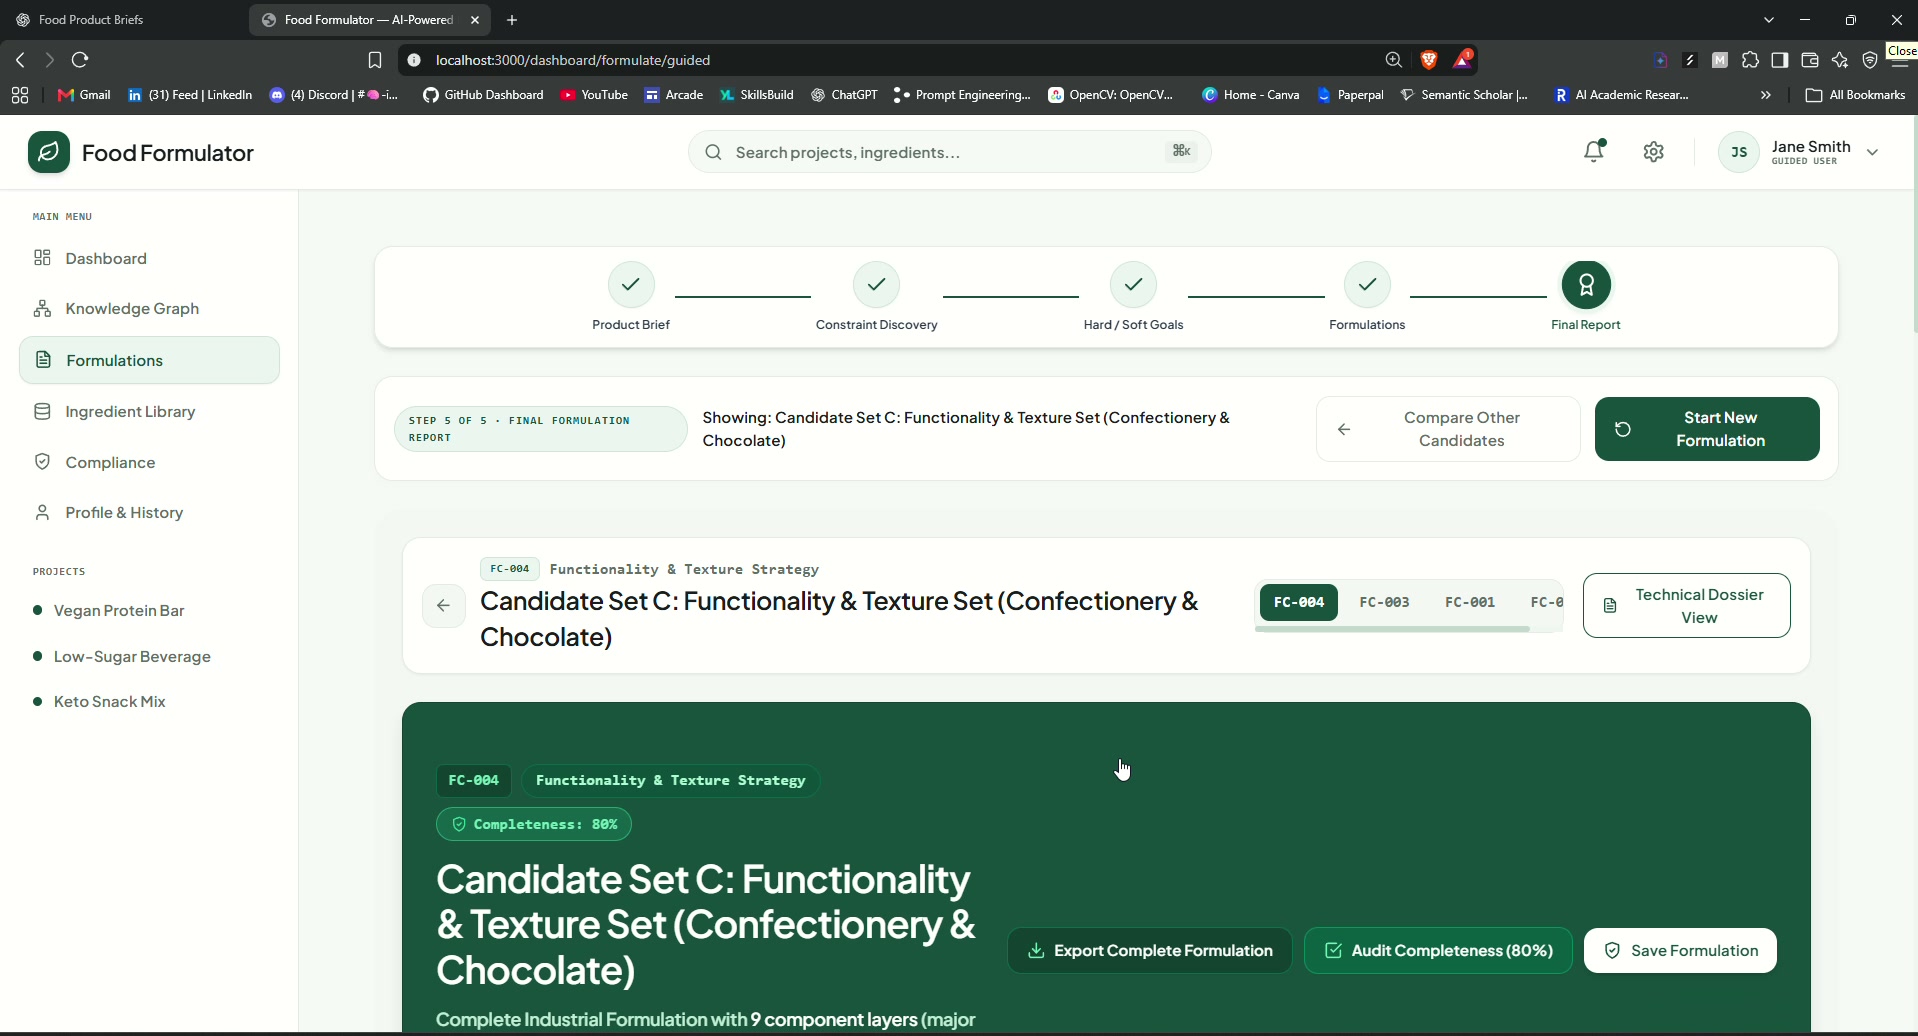 Food Product Briefs
Food Formulator — AI-Powered
localhost:3000/dashboard/formulate/guided
1
Close
Gmail
(31) Feed | LinkedIn
(4) Discord | #🧠-i...
GitHub Dashboard
YouTube
Arcade
SkillsBuild
ChatGPT
Prompt Engineering...
OpenCV: OpenCV...
Home - Canva
Paperpal
Semantic Scholar |...
AI Academic Resear...
All Bookmarks
Food Formulator
Search projects, ingredients...
⌘K
JS
Jane Smith
GUIDED USER
MAIN MENU
Dashboard
Knowledge Graph
Formulations
Ingredient Library
Compliance
Profile & History
PROJECTS
Vegan Protein Bar
Low-Sugar Beverage
Keto Snack Mix
Product Brief
Constraint Discovery
Hard / Soft Goals
Formulations
Final Report
STEP 5 OF 5 · FINAL FORMULATION
REPORT
Showing: Candidate Set C: Functionality & Texture Set (Confectionery &
Chocolate)
Compare Other
Candidates
Start New
Formulation
FC-004
Functionality & Texture Strategy
Candidate Set C: Functionality & Texture Set (Confectionery &
Chocolate)
FC-004
FC-003
FC-001
FC-0
Technical Dossier
View
FC-004
Functionality & Texture Strategy
Completeness: 80%
Candidate Set C: Functionality
& Texture Set (Confectionery &
Chocolate)
Export Complete Formulation
Audit Completeness (80%)
Save Formulation
Complete Industrial Formulation with 9 component layers (major